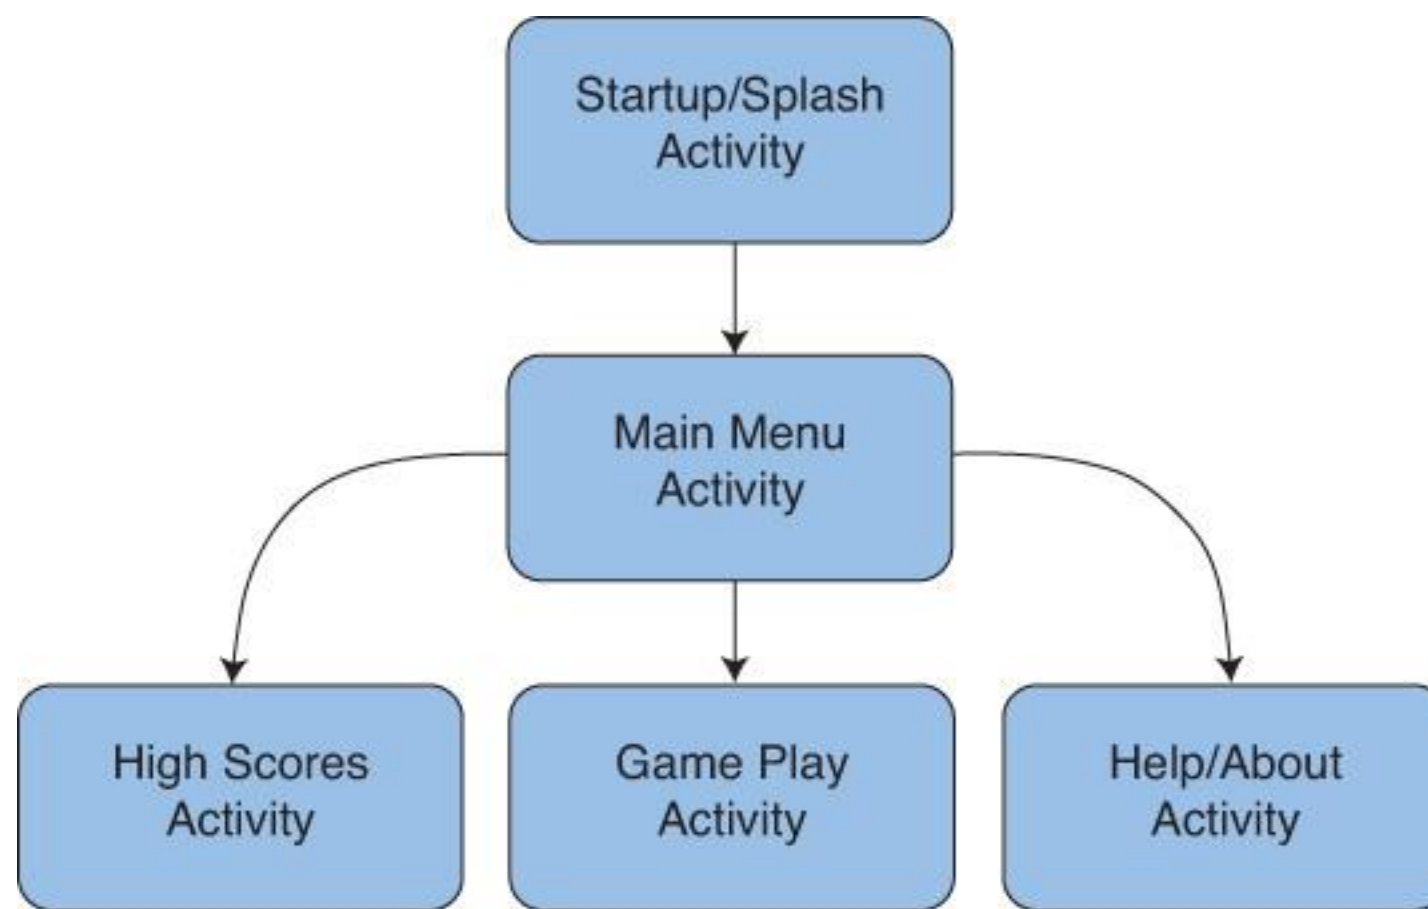 Startup/Splash
Activity
Main Menu
Activity
High Scores
Activity
Game Play
Activity
Help/About
Activity